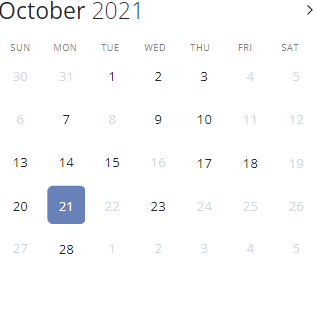 October 2021 >
SUN MON TUE WED THU FRI SAT
30 31 1 2 3 4 5
6 7 8 9 10 11 12
13 14 15 16 17 18 19
20 21 22 23 24 25 26
27 28 1 2 3 4 5